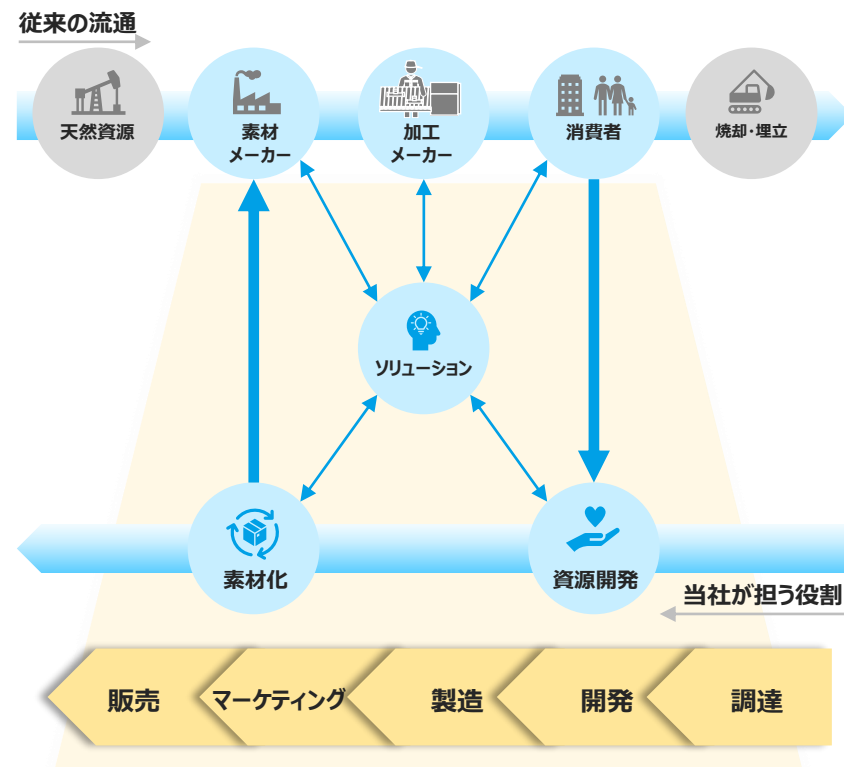 従来の流通
天然資源
素材
メーカー
加工
メーカー
消費者
焼却・埋立
ソリューション
素材化
資源開発
当社が担う役割
販売
マーケティング
製造
開発
調達